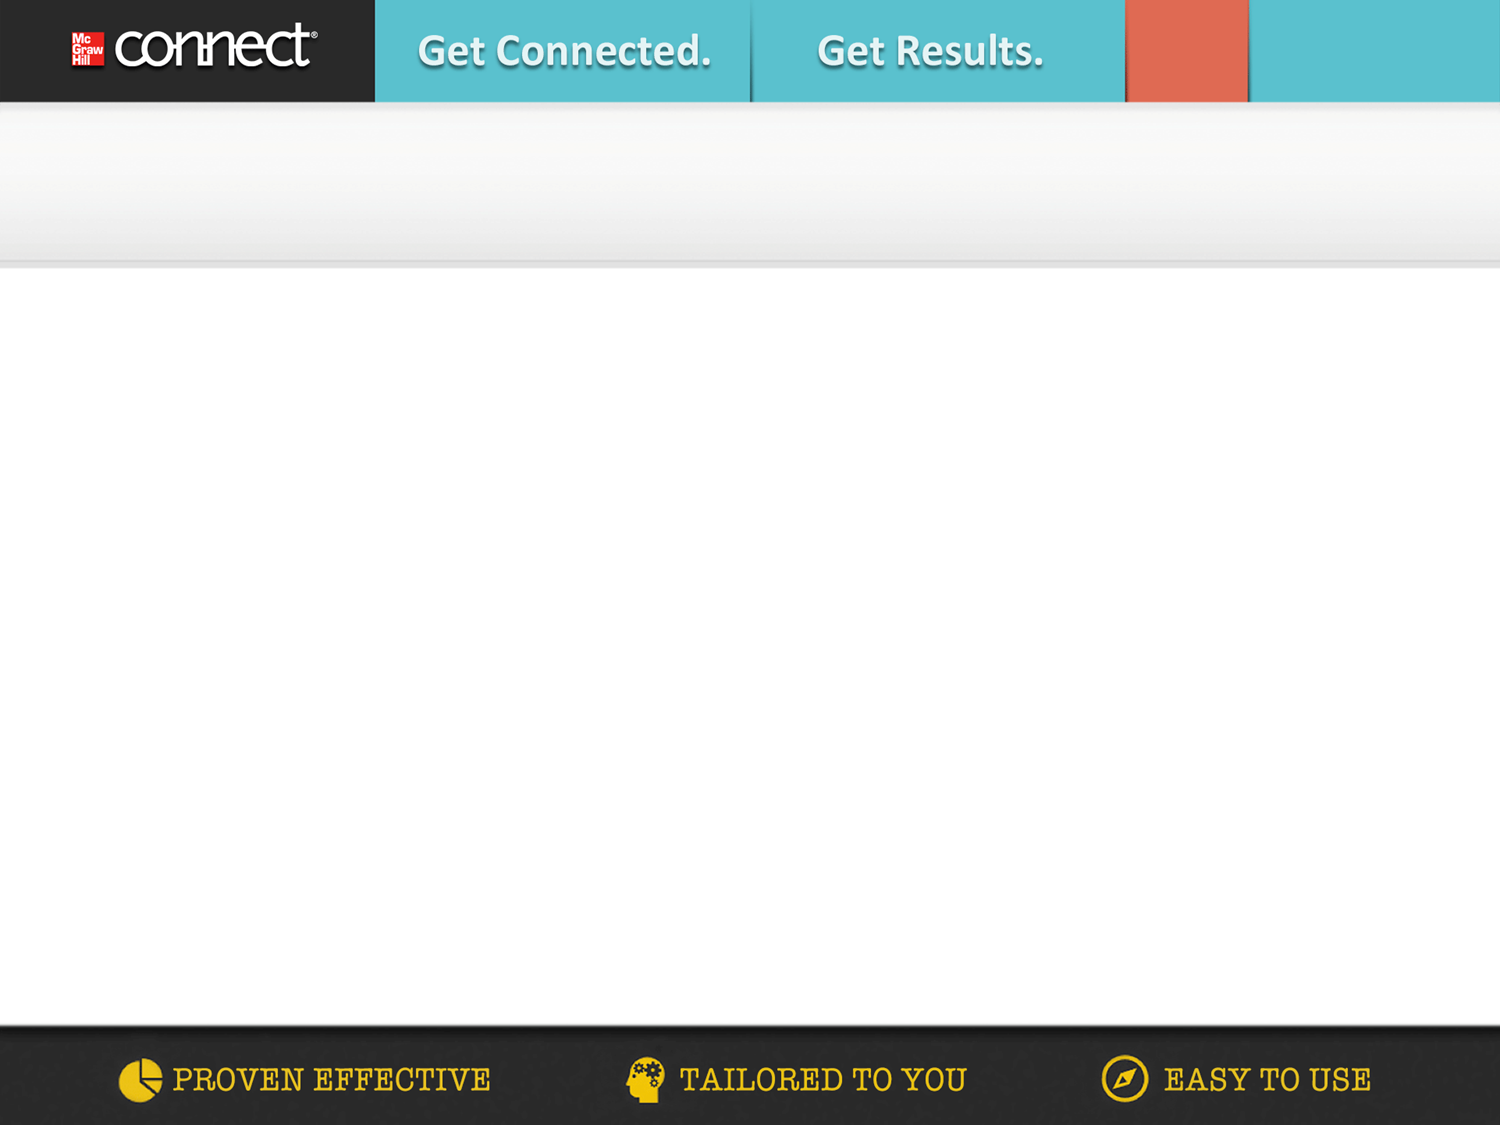 Mc
Graw
Hill
connect®
Get Connected.
Get Results.
PROVEN EFFECTIVE
TAILORED TO YOU
EASY TO USE